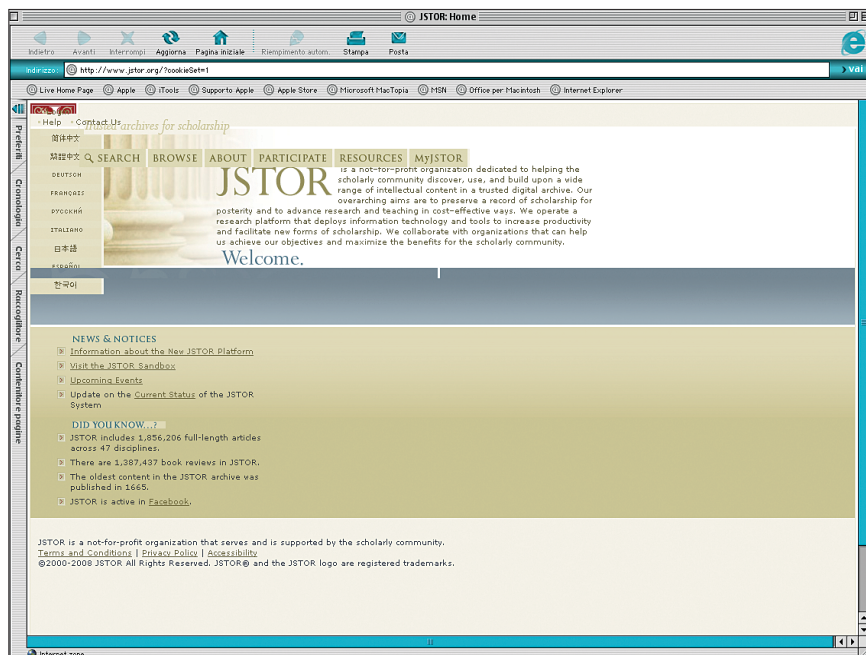 JSTOR: Home
Indietro Avanti Interrompi Aggiorna Pagina iniziale Riempimento autom. Stampa Posta
Indirizzo: http://www.jstor.org/?cookieSet=1 vai
Live Home Page Apple iTools Supporto Apple Apple Store Microsoft MacTopia MSN Office per Macintosh Internet Explorer
Preferiti
Cronologia
Cerca
Raccoglitore
Contenitore pagine
Help Contact Us
Trusted archives for scholarship
简体中文
繁體中文
DEUTSCH
FRANÇAIS
РУССКИЙ
ITALIANO
日本語
ESPAÑOL
한국어
SEARCH BROWSE ABOUT PARTICIPATE RESOURCES MyJSTOR
JSTOR is a not-for-profit organization dedicated to helping the
scholarly community discover, use, and build upon a wide
range of intellectual content in a trusted digital archive. Our
overarching aims are to preserve a record of scholarship for
posterity and to advance research and teaching in cost-effective ways. We operate a
research platform that deploys information technology and tools to increase productivity
and facilitate new forms of scholarship. We collaborate with organizations that can help
us achieve our objectives and maximize the benefits for the scholarly community.
Welcome.
NEWS & NOTICES
Information about the New JSTOR Platform
Visit the JSTOR Sandbox
Upcoming Events
Update on the Current Status of the JSTOR
System
DID YOU KNOW...?
JSTOR includes 1,856,206 full-length articles
across 47 disciplines.
There are 1,387,437 book reviews in JSTOR.
The oldest content in the JSTOR archive was
published in 1665.
JSTOR is active in Facebook.
JSTOR is a not-for-profit organization that serves and is supported by the scholarly community.
Terms and Conditions | Privacy Policy | Accessibility
©2000-2008 JSTOR All Rights Reserved. JSTOR® and the JSTOR logo are registered trademarks.
Internet zone